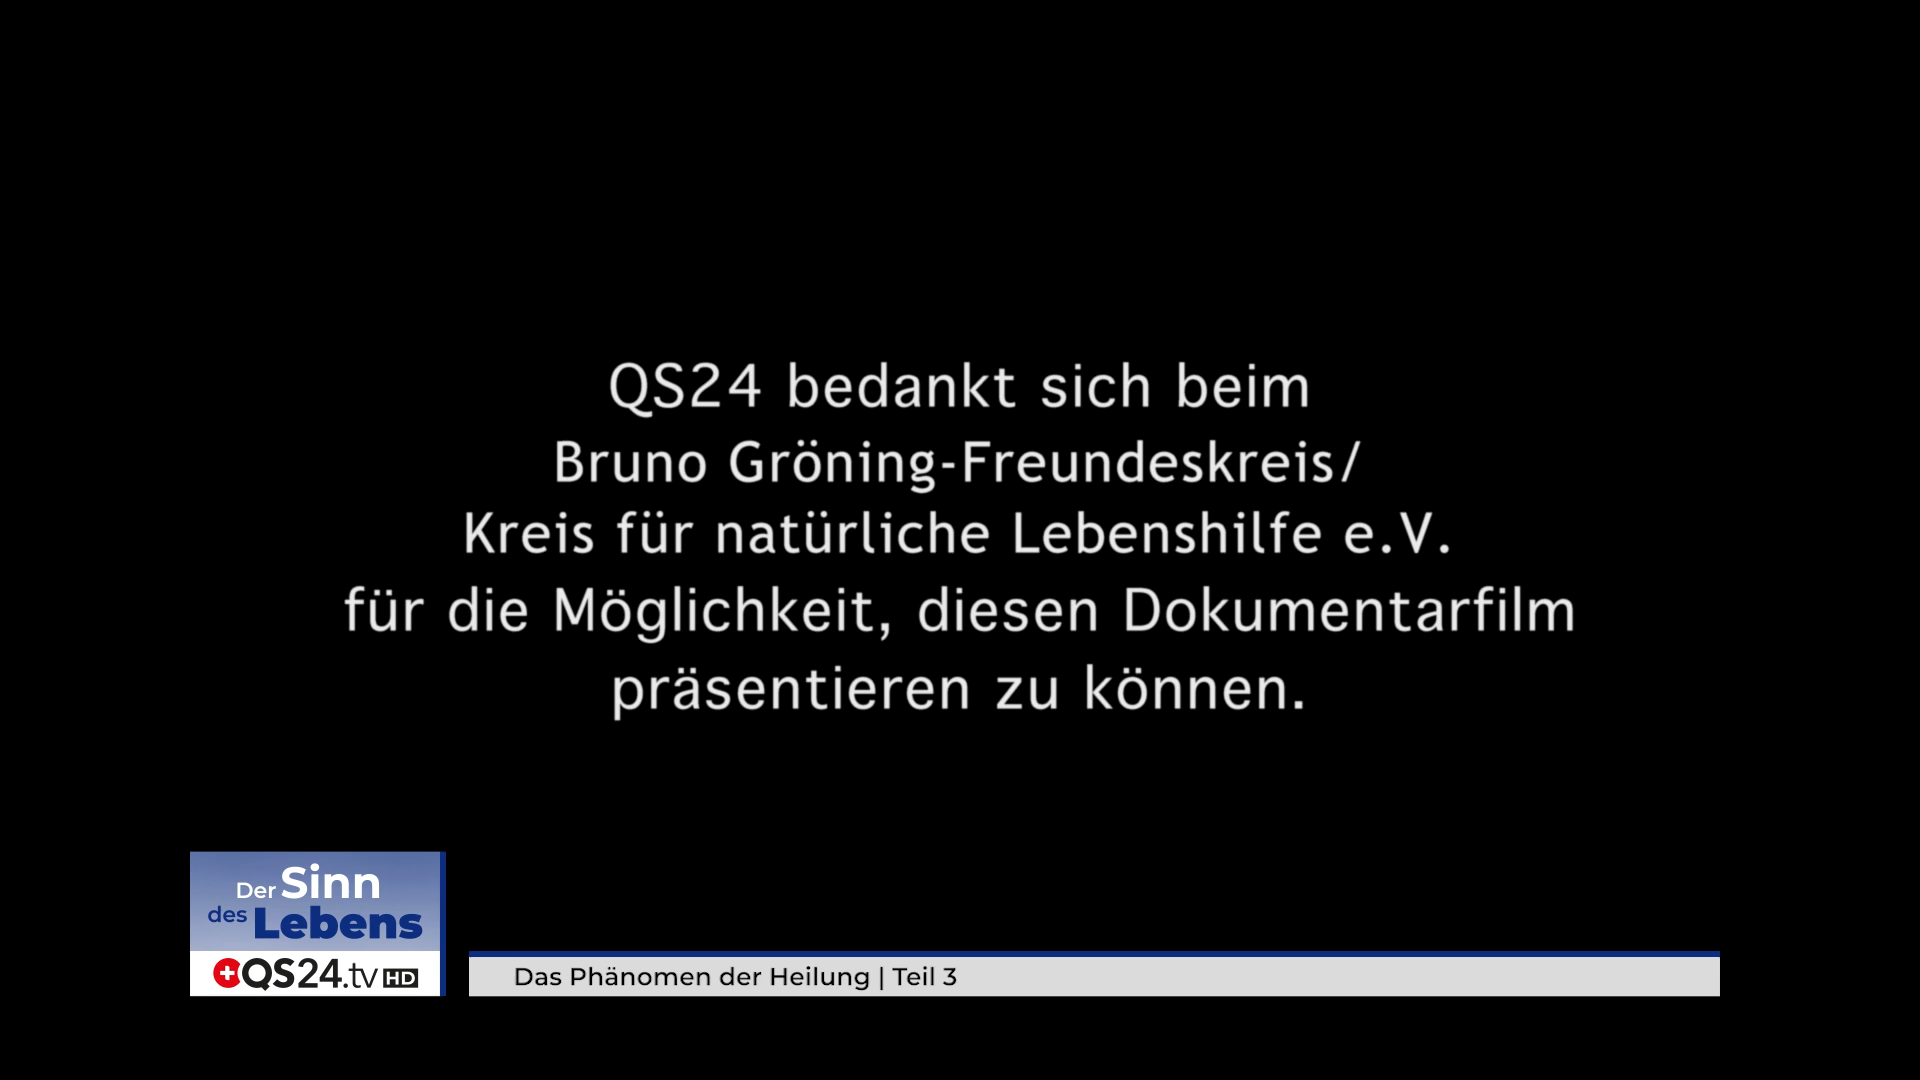 QS24 bedankt sich beim
Bruno Gröning-Freundeskreis/
Kreis für natürliche Lebenshilfe e.V.
für die Möglichkeit, diesen Dokumentarfilm
präsentieren zu können.
Der Sinn
des Lebens
QS24.tv HD
Das Phänomen der Heilung | Teil 3